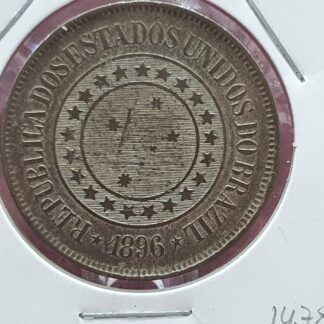 REPUBLICA DOS ESTADOS UNIDOS DO BRAZIL
1896